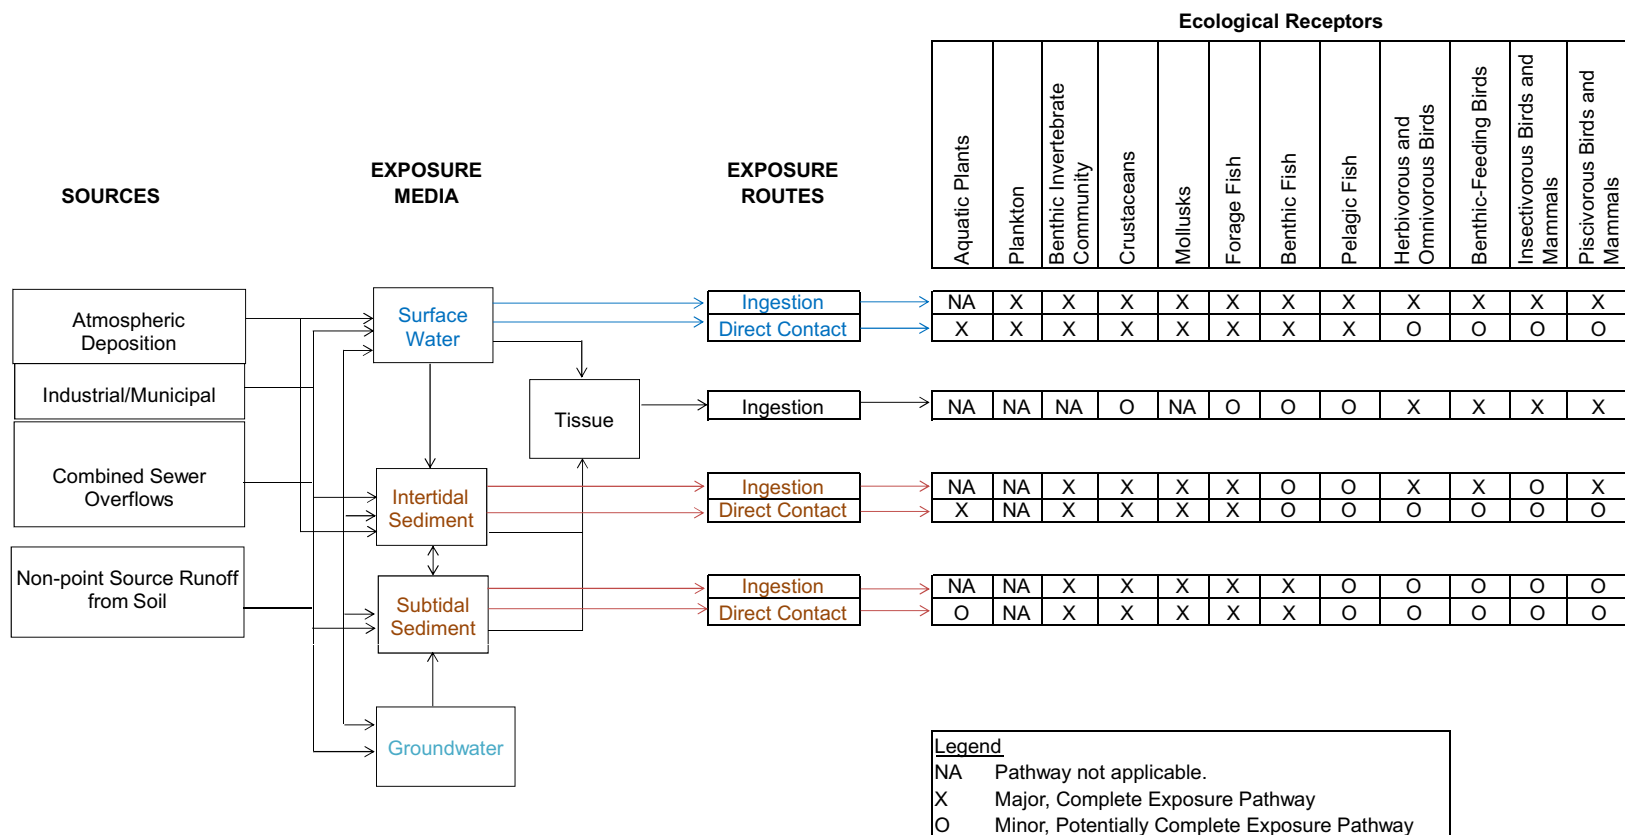 Ecological Receptors
SOURCES
EXPOSURE
MEDIA
EXPOSURE
ROUTES
Aquatic Plants
Plankton
Benthic Invertebrate
Community
Crustaceans
Mollusks
Forage Fish
Benthic Fish
Pelagic Fish
Herbivorous and
Omnivorous Birds
Benthic-Feeding Birds
Insectivorous Birds and
Mammals
Piscivorous Birds and
Mammals
Atmospheric
Deposition
Industrial/Municipal
Combined Sewer
Overflows
Non-point Source Runoff
from Soil
Surface
Water
Tissue
Intertidal
Sediment
Subtidal
Sediment
Groundwater
Ingestion NA X X X X X X X X X X X
Direct Contact X X X X X X X X O O O O
Ingestion NA NA NA O NA O O O X X X X
Ingestion NA NA X X X X O O X X O X
Direct Contact X NA X X X X O O O O O O
Ingestion NA NA X X X X X O O O O O
Direct Contact O NA X X X X X O O O O O
Legend
NA Pathway not applicable.
X Major, Complete Exposure Pathway
O Minor, Potentially Complete Exposure Pathway